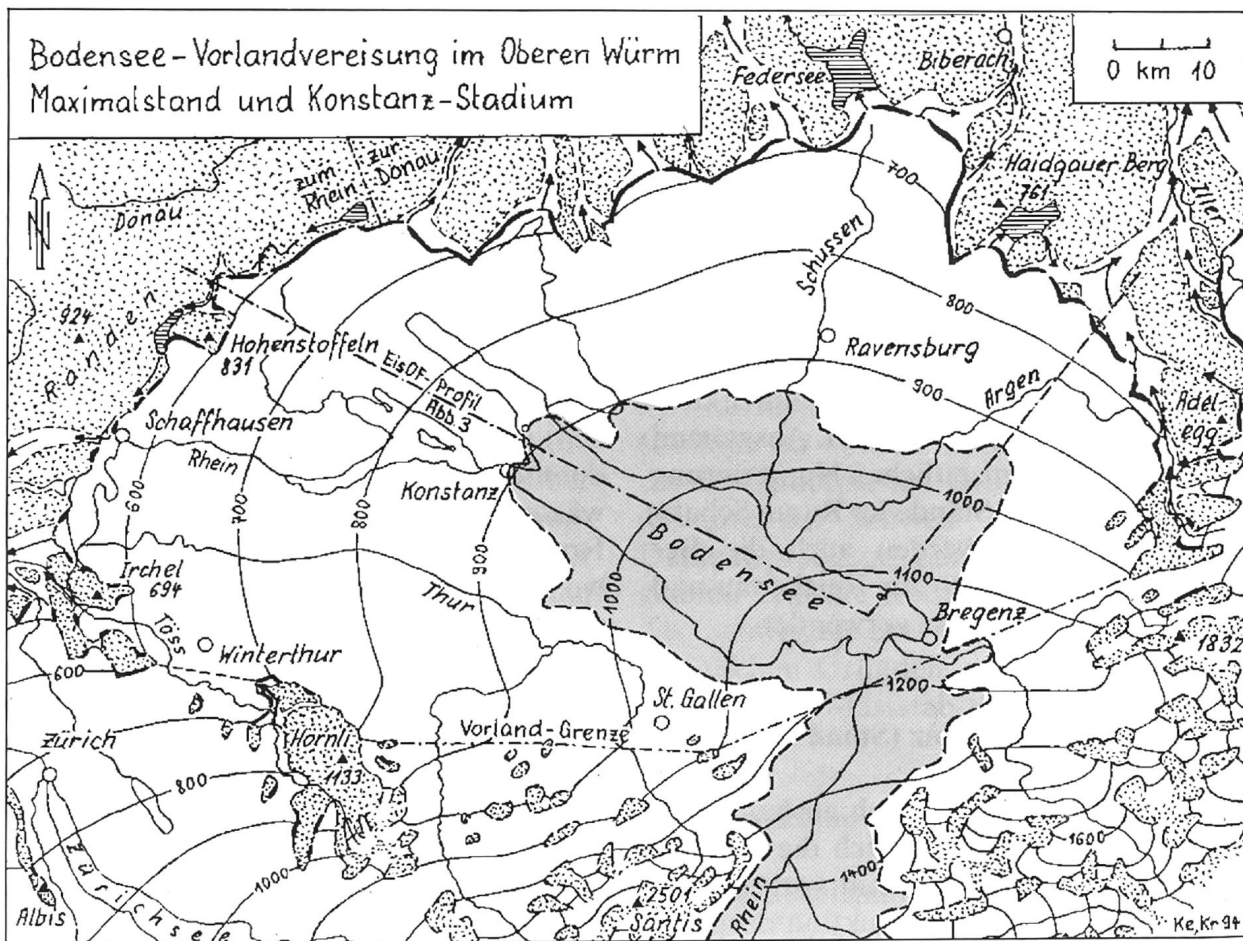 Bodensee-Vorlandvereisung im Oberen Würm
Maximalstand und Konstanz-Stadium
0 km 10
Federsee
Biberach
Haidgauer Berg
761
Iller
zum Rhein
zur Donau
Donau
N
700
Schussen
800
Randen
924
Hohenstoffeln
831
EisOF-Profil
Abb.3
Ravensburg
900
Argen
Adel-
egg
Schaffhausen
Rhein
Konstanz
600
700
800
900
1000
1000
1100
Bodensee
Bregenz
Irchel
694
Thur
Töss
Winterthur
600
1200
1832
St. Gallen
Vorland-Grenze
Zürich
Hörnli
1133
800
1000
Zürichsee
Albis
2501
Säntis
Rhein
1400
1600
Ke,Kr 94